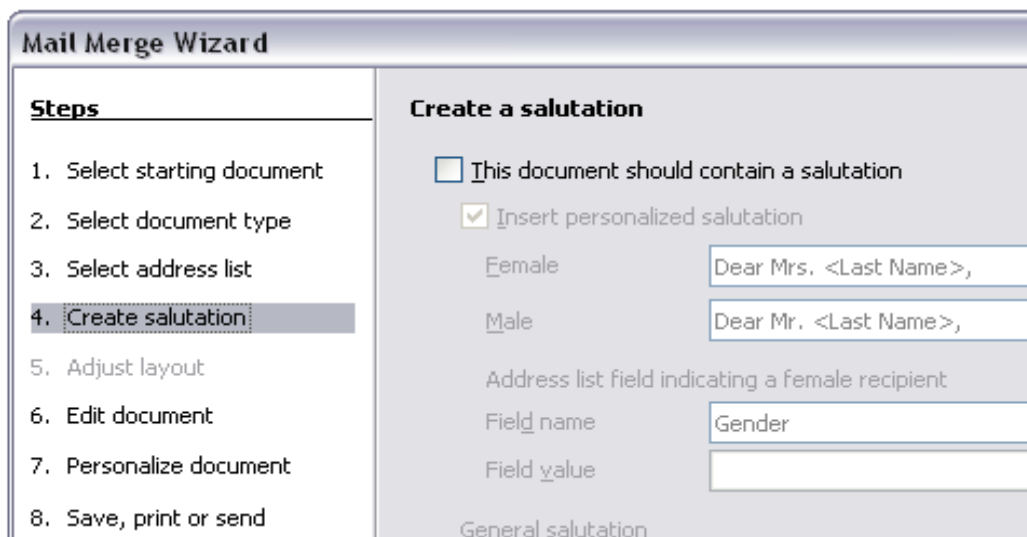 Mail Merge Wizard
Steps
1. Select starting document
2. Select document type
3. Select address list
4. Create salutation
5. Adjust layout
6. Edit document
7. Personalize document
8. Save, print or send
Create a salutation
This document should contain a salutation
Insert personalized salutation
Female Dear Mrs. <Last Name>,
Male Dear Mr. <Last Name>,
Address list field indicating a female recipient
Field name Gender
Field value
General salutation